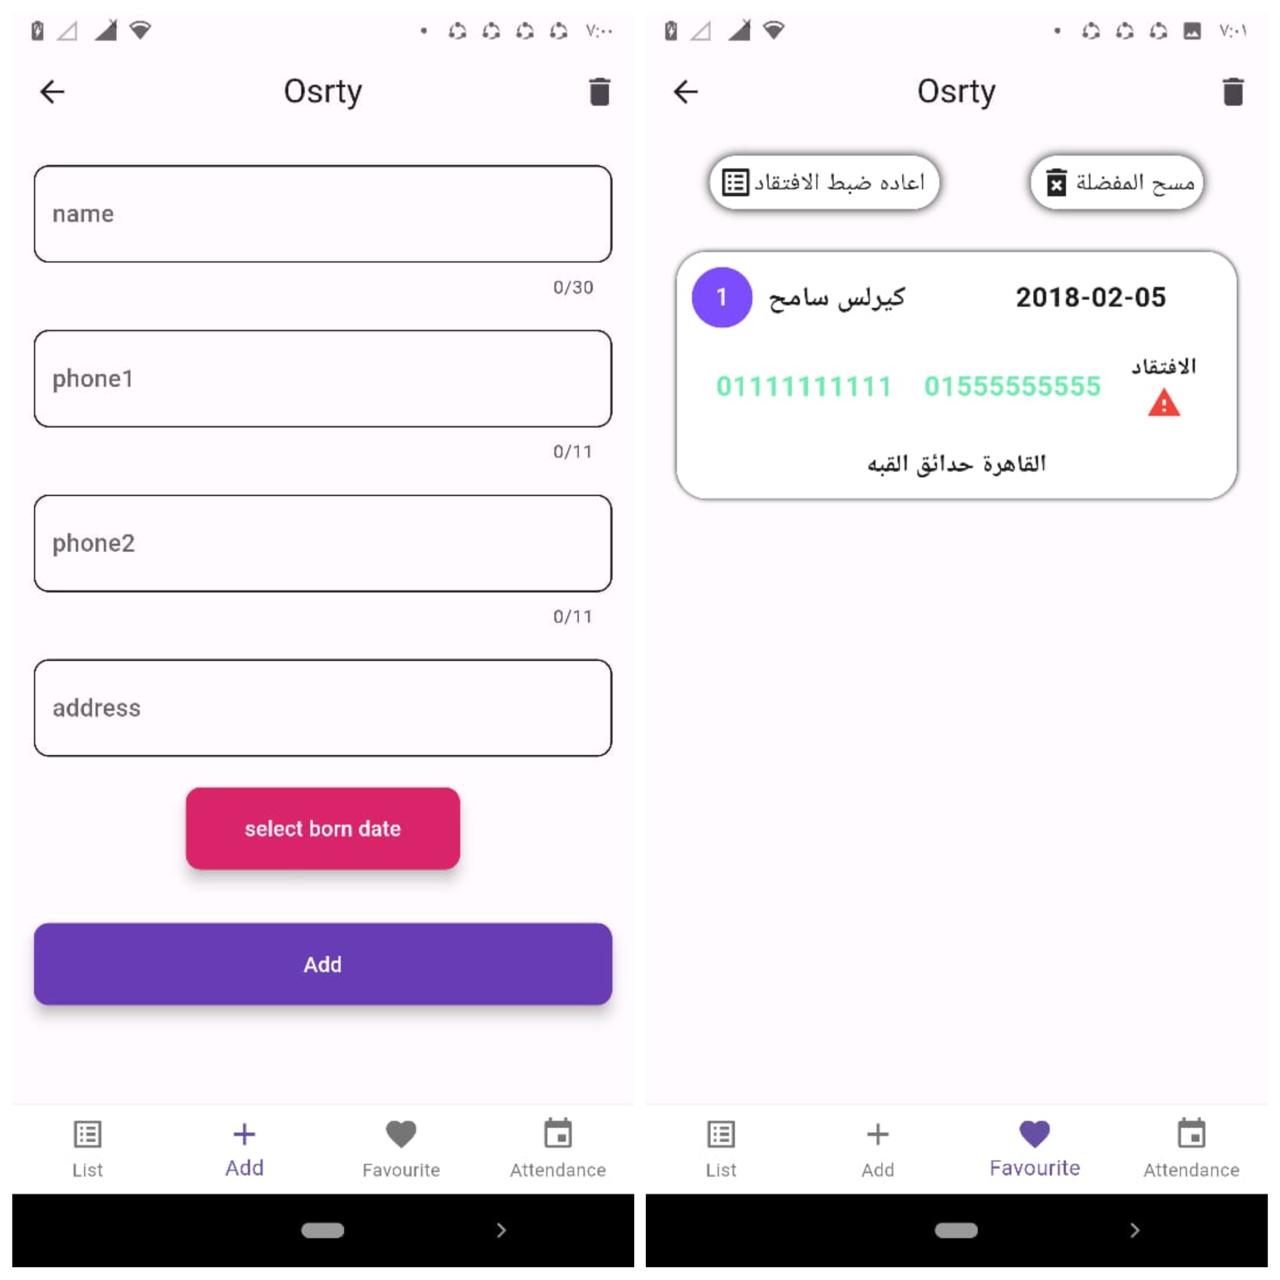 ٧:٠٠
Osrty
name
0/30
phone1
0/11
phone2
0/11
address
select born date
Add
List
Add
Favourite
Attendance
٧:٠١
Osrty
اعاده ضبط الافتقاد
مسح المفضلة
1 كيرلس سامح 2018-02-05
الافتقاد
01111111111 01555555555
القاهرة حدائق القبه
List
Add
Favourite
Attendance